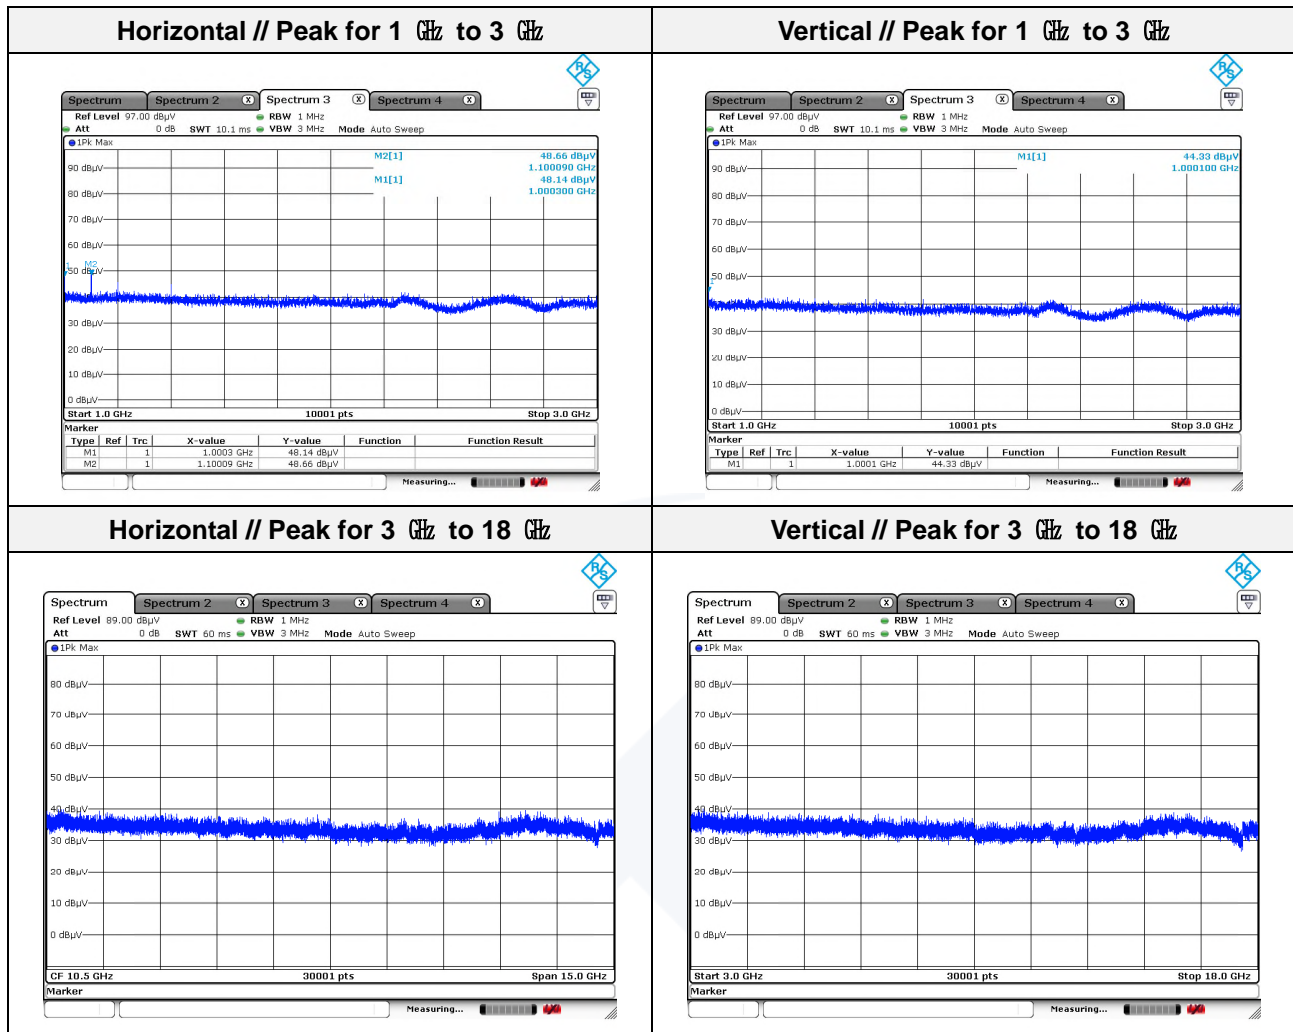 Horizontal // Peak for 1 ㎓ to 3 ㎓
Vertical // Peak for 1 ㎓ to 3 ㎓
R&S
Spectrum Spectrum 2 X Spectrum 3 X Spectrum 4 X
Ref Level 97.00 dBµV RBW 1 MHz
Att 0 dB SWT 10.1 ms VBW 3 MHz Mode Auto Sweep
1Pk Max
M2[1] 48.66 dBµV
1.100090 GHz
M1[1] 48.14 dBµV
1.000300 GHz
90 dBµV
80 dBµV
70 dBµV
60 dBµV
M2
50 dBµV
30 dBµV
20 dBµV
10 dBµV
0 dBµV
Start 1.0 GHz 10001 pts Stop 3.0 GHz
Marker
Type Ref Trc X-value Y-value Function Function Result
M1 1 1.0003 GHz 48.14 dBµV
M2 1 1.10009 GHz 48.66 dBµV
Measuring...
R&S
Spectrum Spectrum 2 X Spectrum 3 X Spectrum 4 X
Ref Level 97.00 dBµV RBW 1 MHz
Att 0 dB SWT 10.1 ms VBW 3 MHz Mode Auto Sweep
1Pk Max
M1[1] 44.33 dBµV
1.000100 GHz
90 dBµV
80 dBµV
70 dBµV
60 dBµV
50 dBµV
40 dBµV
30 dBµV
20 dBµV
10 dBµV
0 dBµV
Start 1.0 GHz 10001 pts Stop 3.0 GHz
Marker
Type Ref Trc X-value Y-value Function Function Result
M1 1 1.0001 GHz 44.33 dBµV
Measuring...
Horizontal // Peak for 3 ㎓ to 18 ㎓
Vertical // Peak for 3 ㎓ to 18 ㎓
R&S
Spectrum Spectrum 2 X Spectrum 3 X Spectrum 4 X
Ref Level 89.00 dBµV RBW 1 MHz
Att 0 dB SWT 60 ms VBW 3 MHz Mode Auto Sweep
1Pk Max
80 dBµV
70 dBµV
60 dBµV
50 dBµV
40 dBµV
30 dBµV
20 dBµV
10 dBµV
0 dBµV
CF 10.5 GHz 30001 pts Span 15.0 GHz
Marker
Measuring...
R&S
Spectrum Spectrum 2 X Spectrum 3 X Spectrum 4 X
Ref Level 89.00 dBµV RBW 1 MHz
Att 0 dB SWT 60 ms VBW 3 MHz Mode Auto Sweep
1Pk Max
80 dBµV
70 dBµV
60 dBµV
50 dBµV
40 dBµV
30 dBµV
20 dBµV
10 dBµV
0 dBµV
Start 3.0 GHz 30001 pts Stop 18.0 GHz
Marker
Measuring...